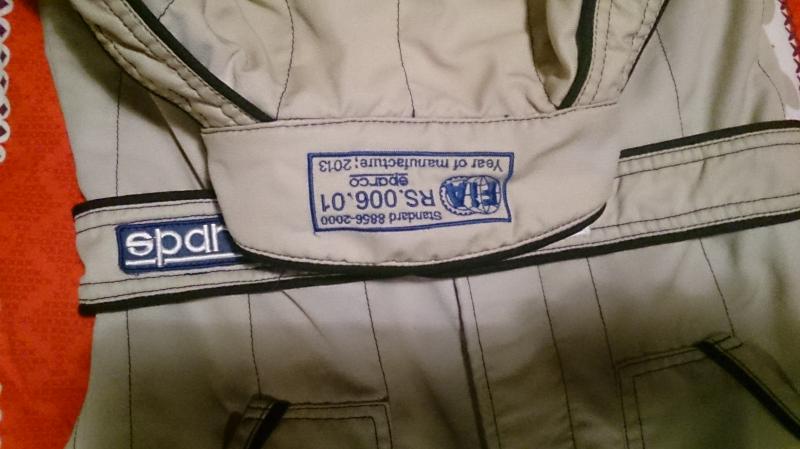 Standard 8856-2000
FIA
RS.006.01
sparco
Year of manufacture; 2013